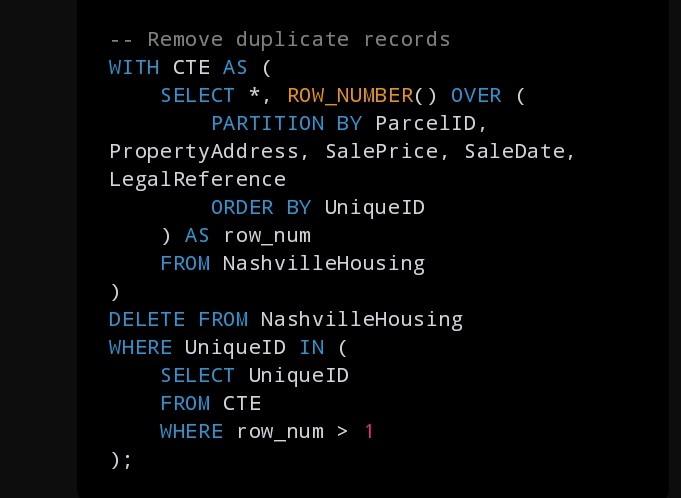 -- Remove duplicate records
WITH CTE AS (
    SELECT *, ROW_NUMBER() OVER (
        PARTITION BY ParcelID,
PropertyAddress, SalePrice, SaleDate,
LegalReference
        ORDER BY UniqueID
    ) AS row_num
    FROM NashvilleHousing
)
DELETE FROM NashvilleHousing
WHERE UniqueID IN (
    SELECT UniqueID
    FROM CTE
    WHERE row_num > 1
);